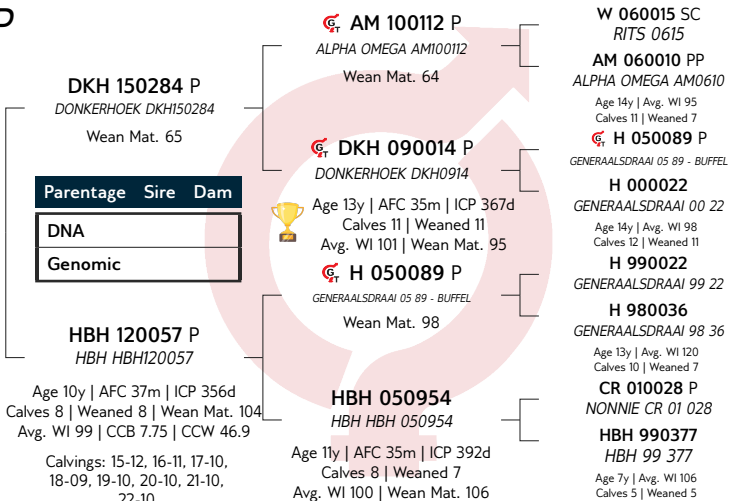 P
DKH 150284 P
DONKERHOEK DKH150284
Wean Mat. 65
Parentage Sire Dam
DNA
Genomic
HBH 120057 P
HBH HBH120057
Age 10y | AFC 37m | ICP 356d
Calves 8 | Weaned 8 | Wean Mat. 104
Avg. WI 99 | CCB 7.75 | CCW 46.9
Calvings: 15-12, 16-11, 17-10,
18-09, 19-10, 20-10, 21-10,
22-10
GT AM 100112 P
ALPHA OMEGA AM100112
Wean Mat. 64
GT DKH 090014 P
DONKERHOEK DKH0914
Age 13y | AFC 35m | ICP 367d
Calves 11 | Weaned 11
Avg. WI 101 | Wean Mat. 95
GT H 050089 P
GENERAALSDRAAI 05 89 - BUFFEL
Wean Mat. 98
HBH 050954
HBH HBH 050954
Age 11y | AFC 35m | ICP 392d
Calves 8 | Weaned 7
Avg. WI 100 | Wean Mat. 106
W 060015 SC
RITS 0615
AM 060010 PP
ALPHA OMEGA AM0610
Age 14y | Avg. WI 95
Calves 11 | Weaned 7
GT H 050089 P
GENERAALSDRAAI 05 89 - BUFFEL
H 000022
GENERAALSDRAAI 00 22
Age 14y | Avg. WI 98
Calves 12 | Weaned 11
H 990022
GENERAALSDRAAI 99 22
H 980036
GENERAALSDRAAI 98 36
Age 13y | Avg. WI 120
Calves 10 | Weaned 7
CR 010028 P
NONNIE CR 01 028
HBH 990377
HBH 99 377
Age 7y | Avg. WI 106
Calves 5 | Weaned 5